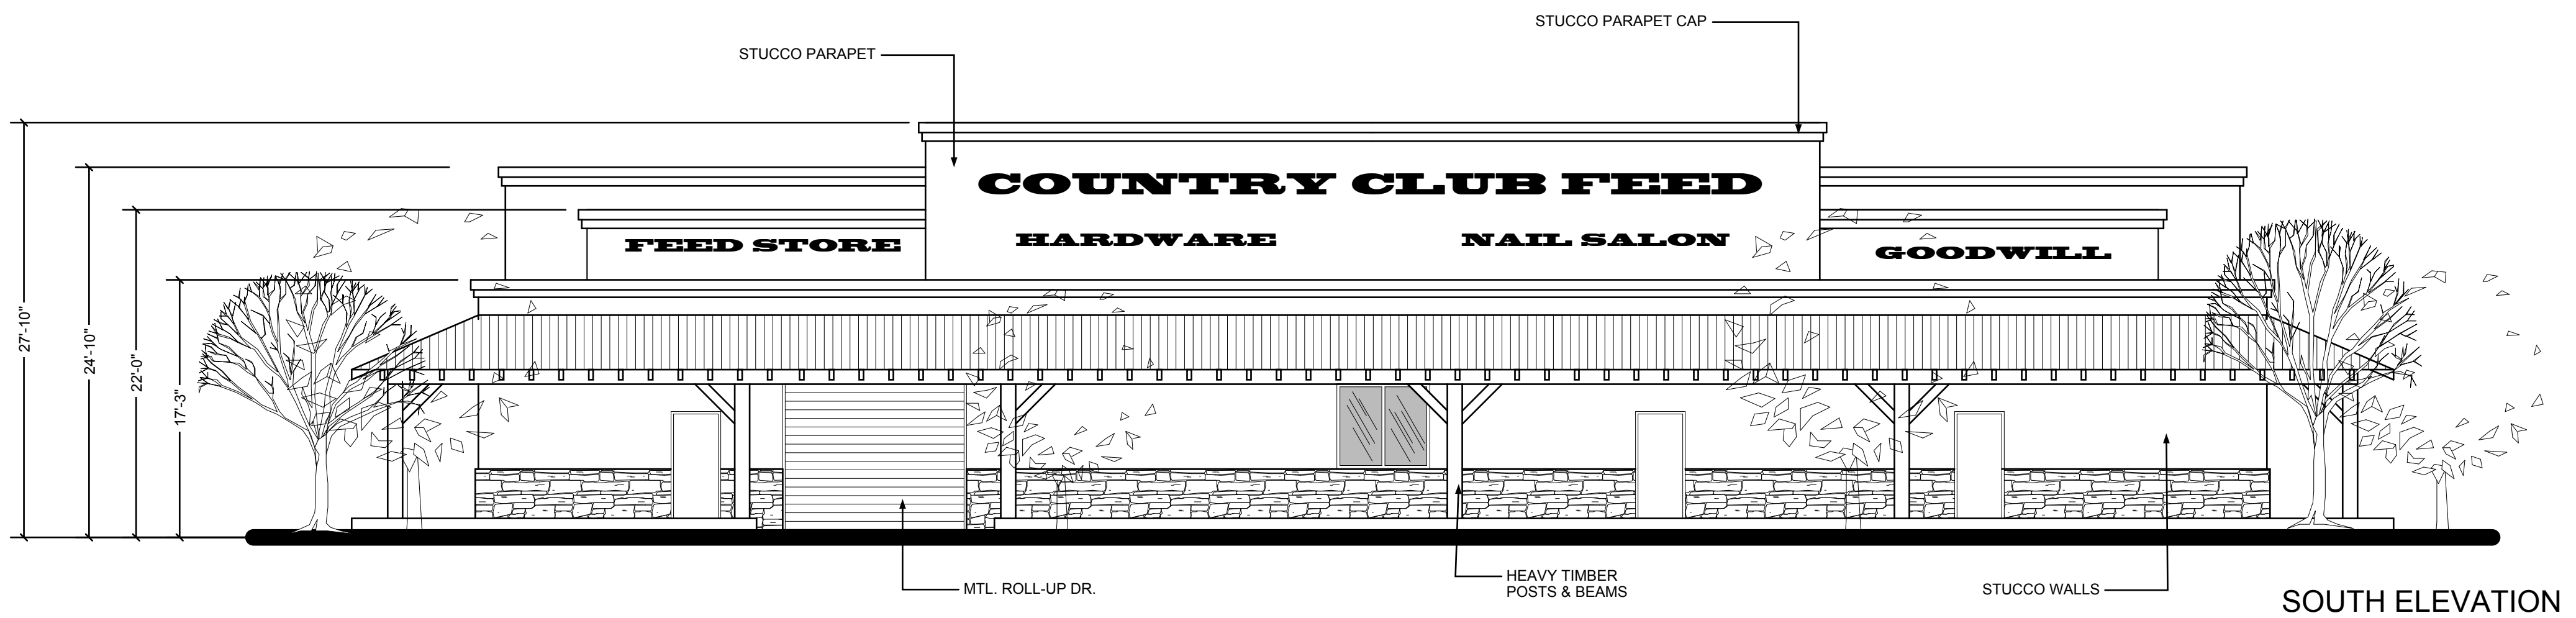 STUCCO PARAPET CAP
STUCCO PARAPET
COUNTRY CLUB FEED
FEED STORE
HARDWARE
NAIL SALON
GOODWILL
27'-10"
24'-10"
22'-0"
17'-3"
MTL. ROLL-UP DR.
HEAVY TIMBER
POSTS & BEAMS
STUCCO WALLS
SOUTH ELEVATION